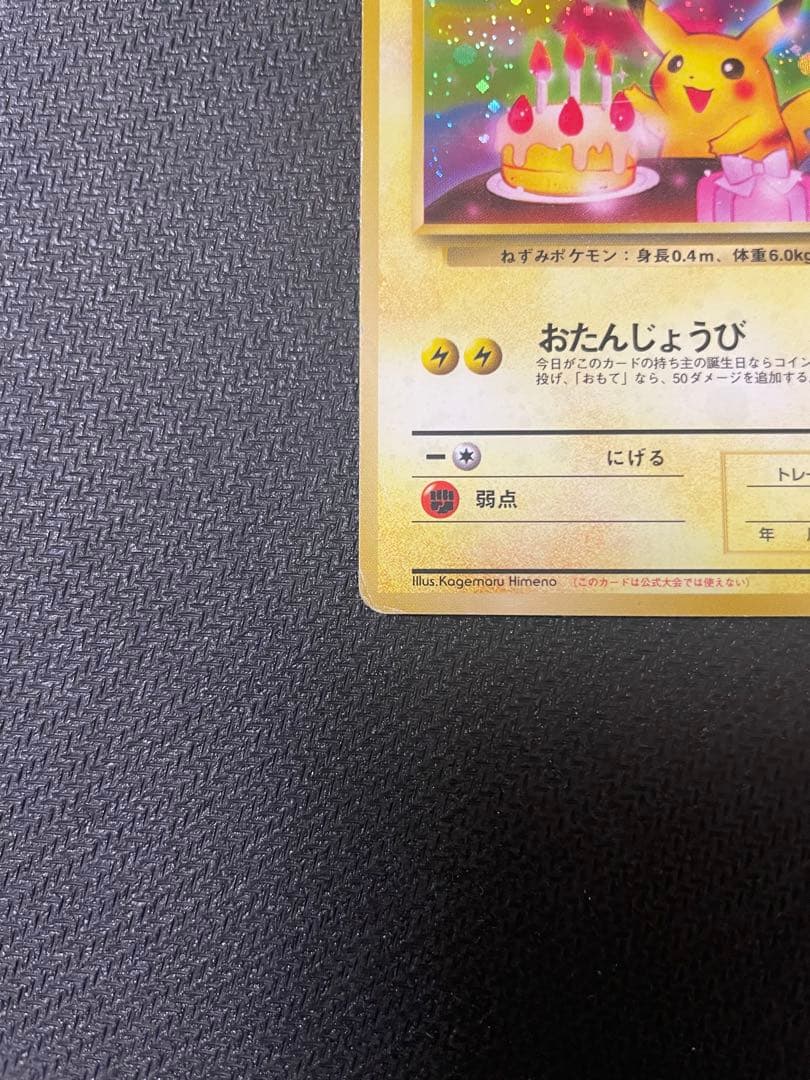 ねずみポケモン：身長0.4m、体重6.0kg
おたんじょうび
今日がこのカードの持ち主の誕生日ならコイン
投げ、「おもて」なら、50ダメージを追加する
にげる
トレー
弱点
年
Illus.Kagemaru Himeno (このカードは公式大会では使えない)